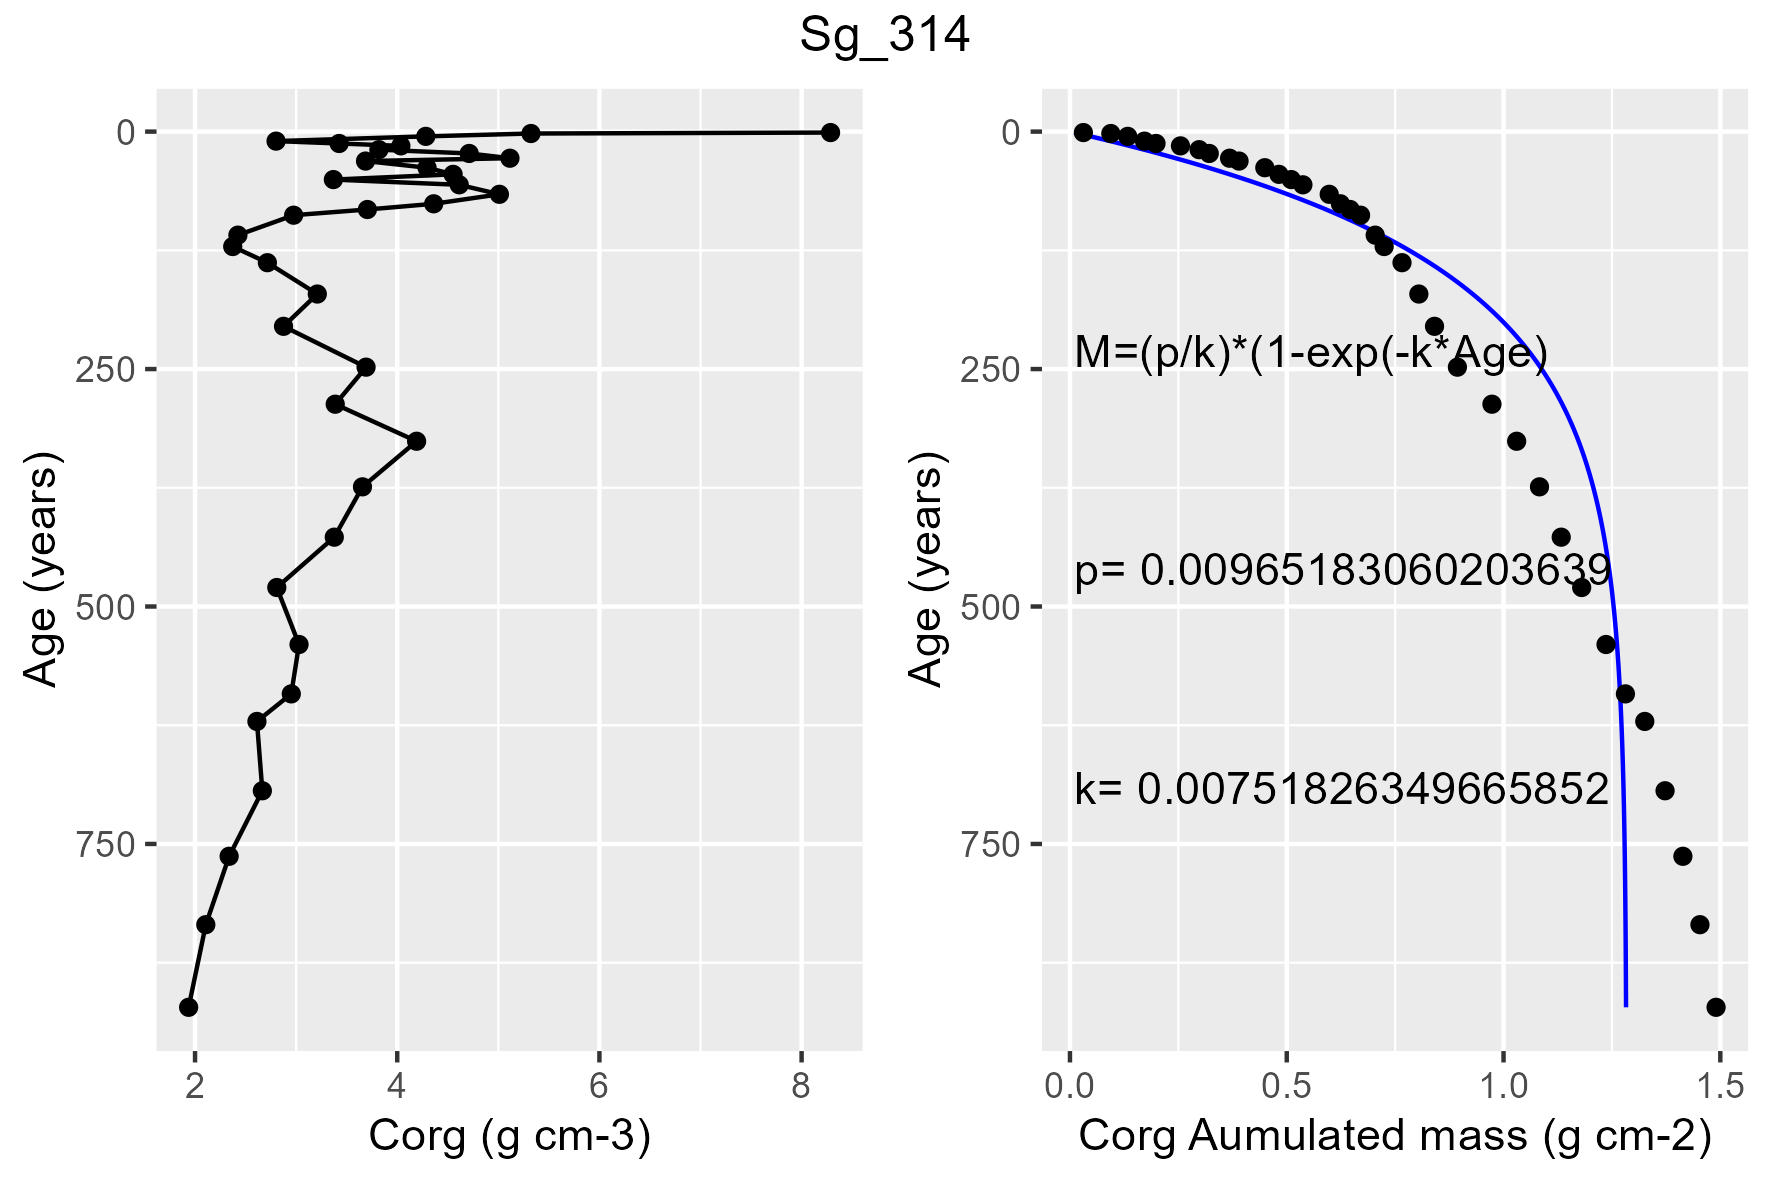 Sg_314
0
250
500
750
Age (years)
2 4 6 8
Corg (g cm-3)
0
250
500
750
Age (years)
M=(p/k)*(1-exp(-k*Age)
p= 0.00965183060203639
k= 0.00751826349665852
0.0 0.5 1.0 1.5
Corg Aumulated mass (g cm-2)